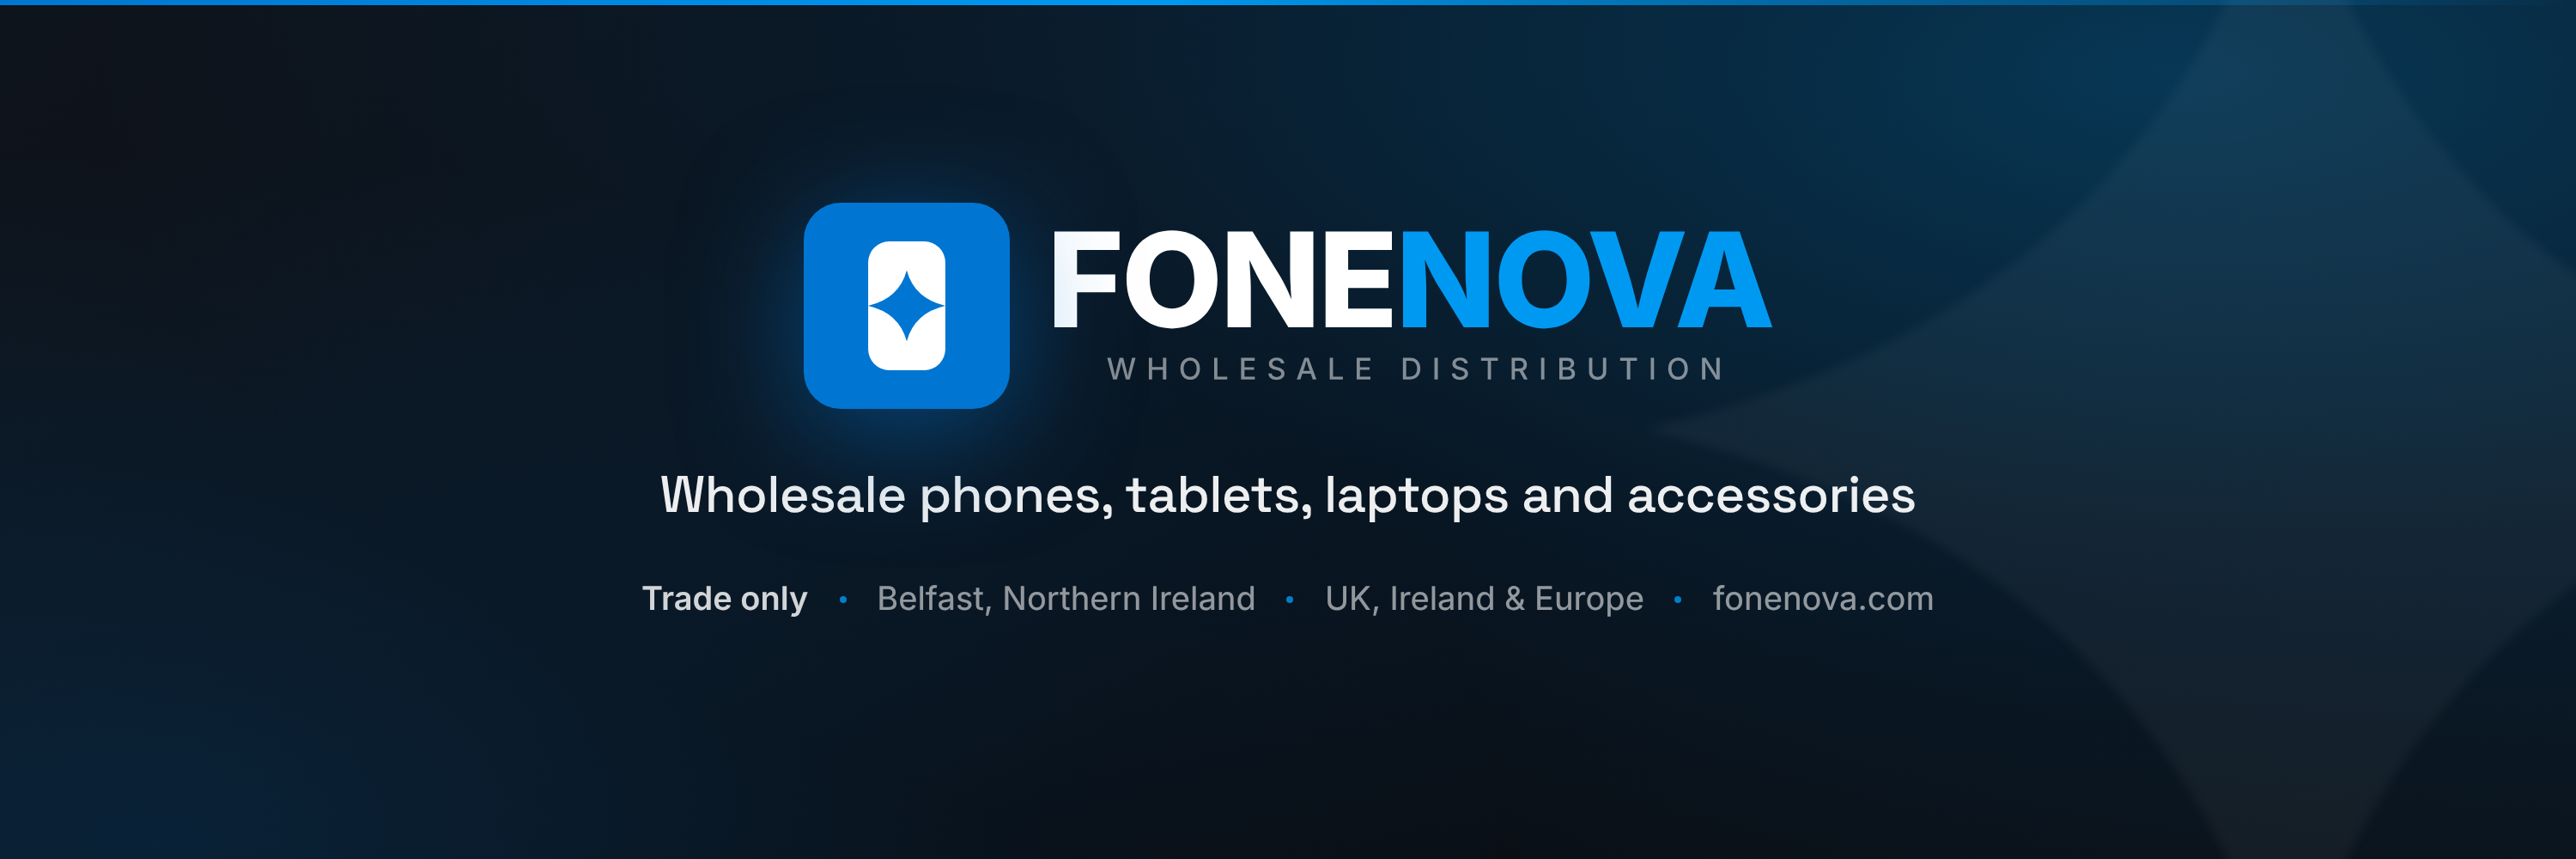 FONENOVA
WHOLESALE DISTRIBUTION
Wholesale phones, tablets, laptops and accessories
Trade only • Belfast, Northern Ireland • UK, Ireland & Europe • fonenova.com